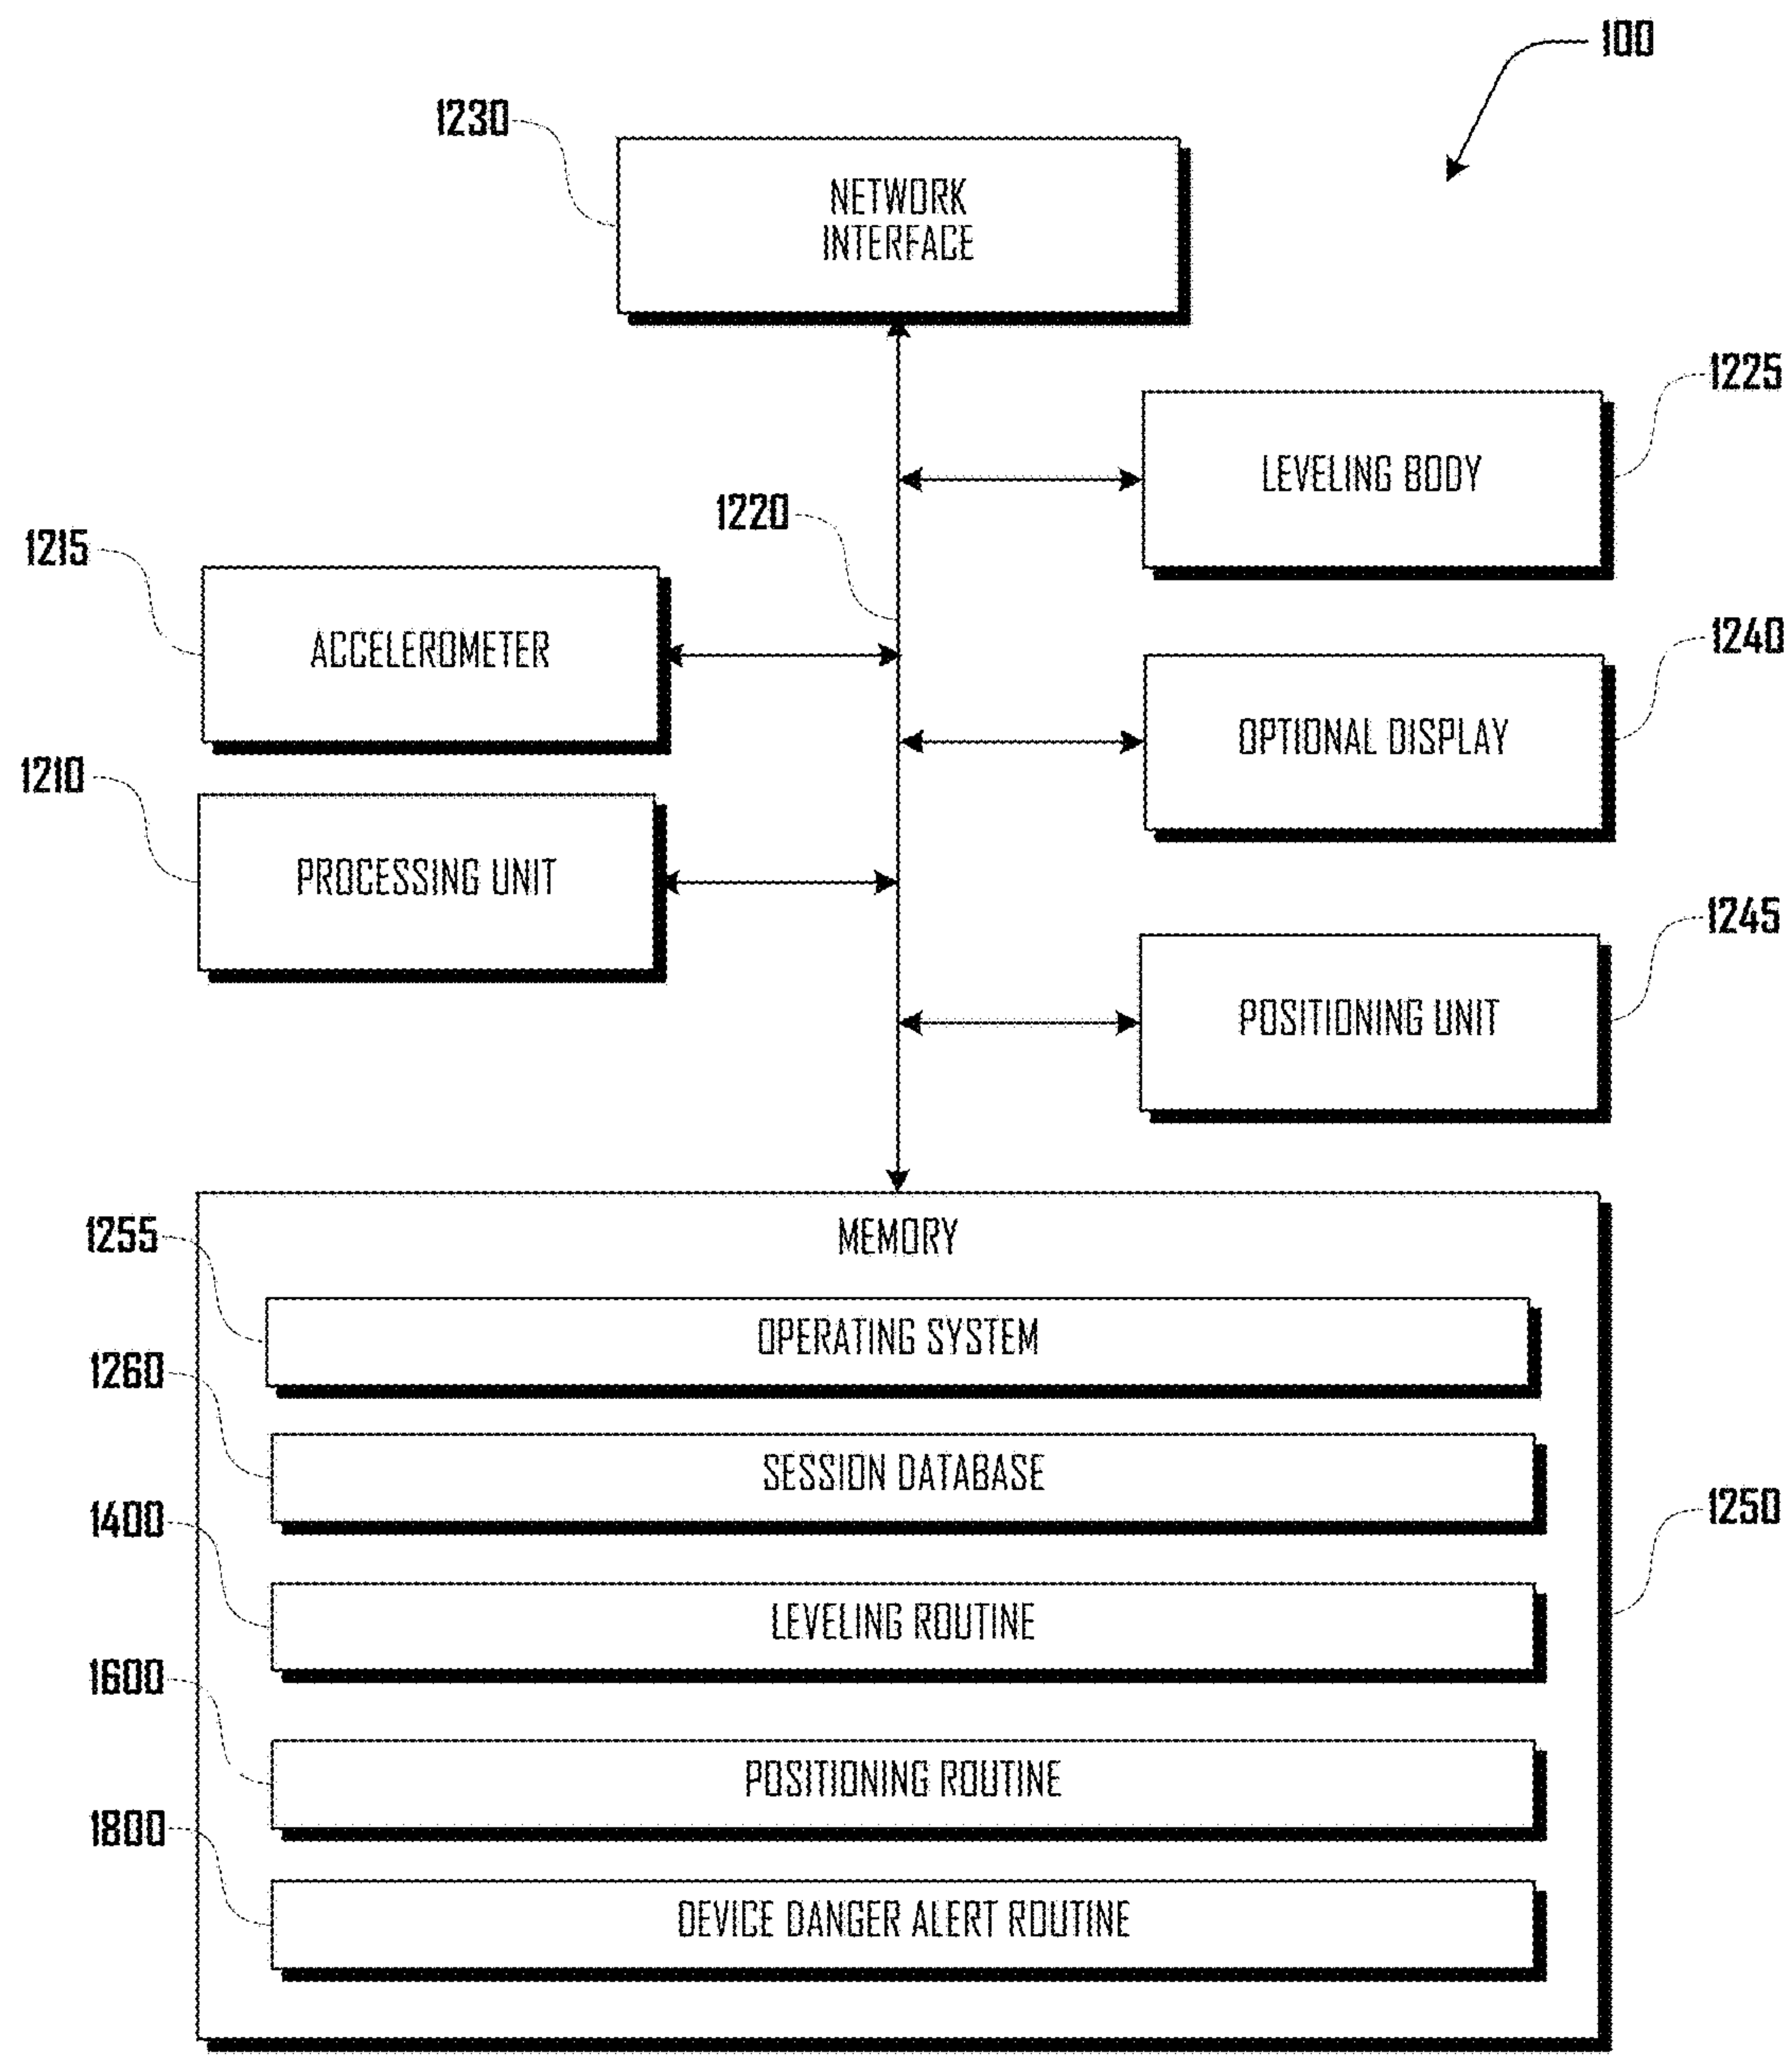 100
1230
NETWORK
INTERFACE
1225
LEVELING BODY
1220
1215
ACCELEROMETER
1240
OPTIONAL DISPLAY
1210
PROCESSING UNIT
1245
POSITIONING UNIT
MEMORY
1255
OPERATING SYSTEM
1260
SESSION DATABASE
1400
LEVELING ROUTINE
1250
1600
POSITIONING ROUTINE
1800
DEVICE DANGER ALERT ROUTINE